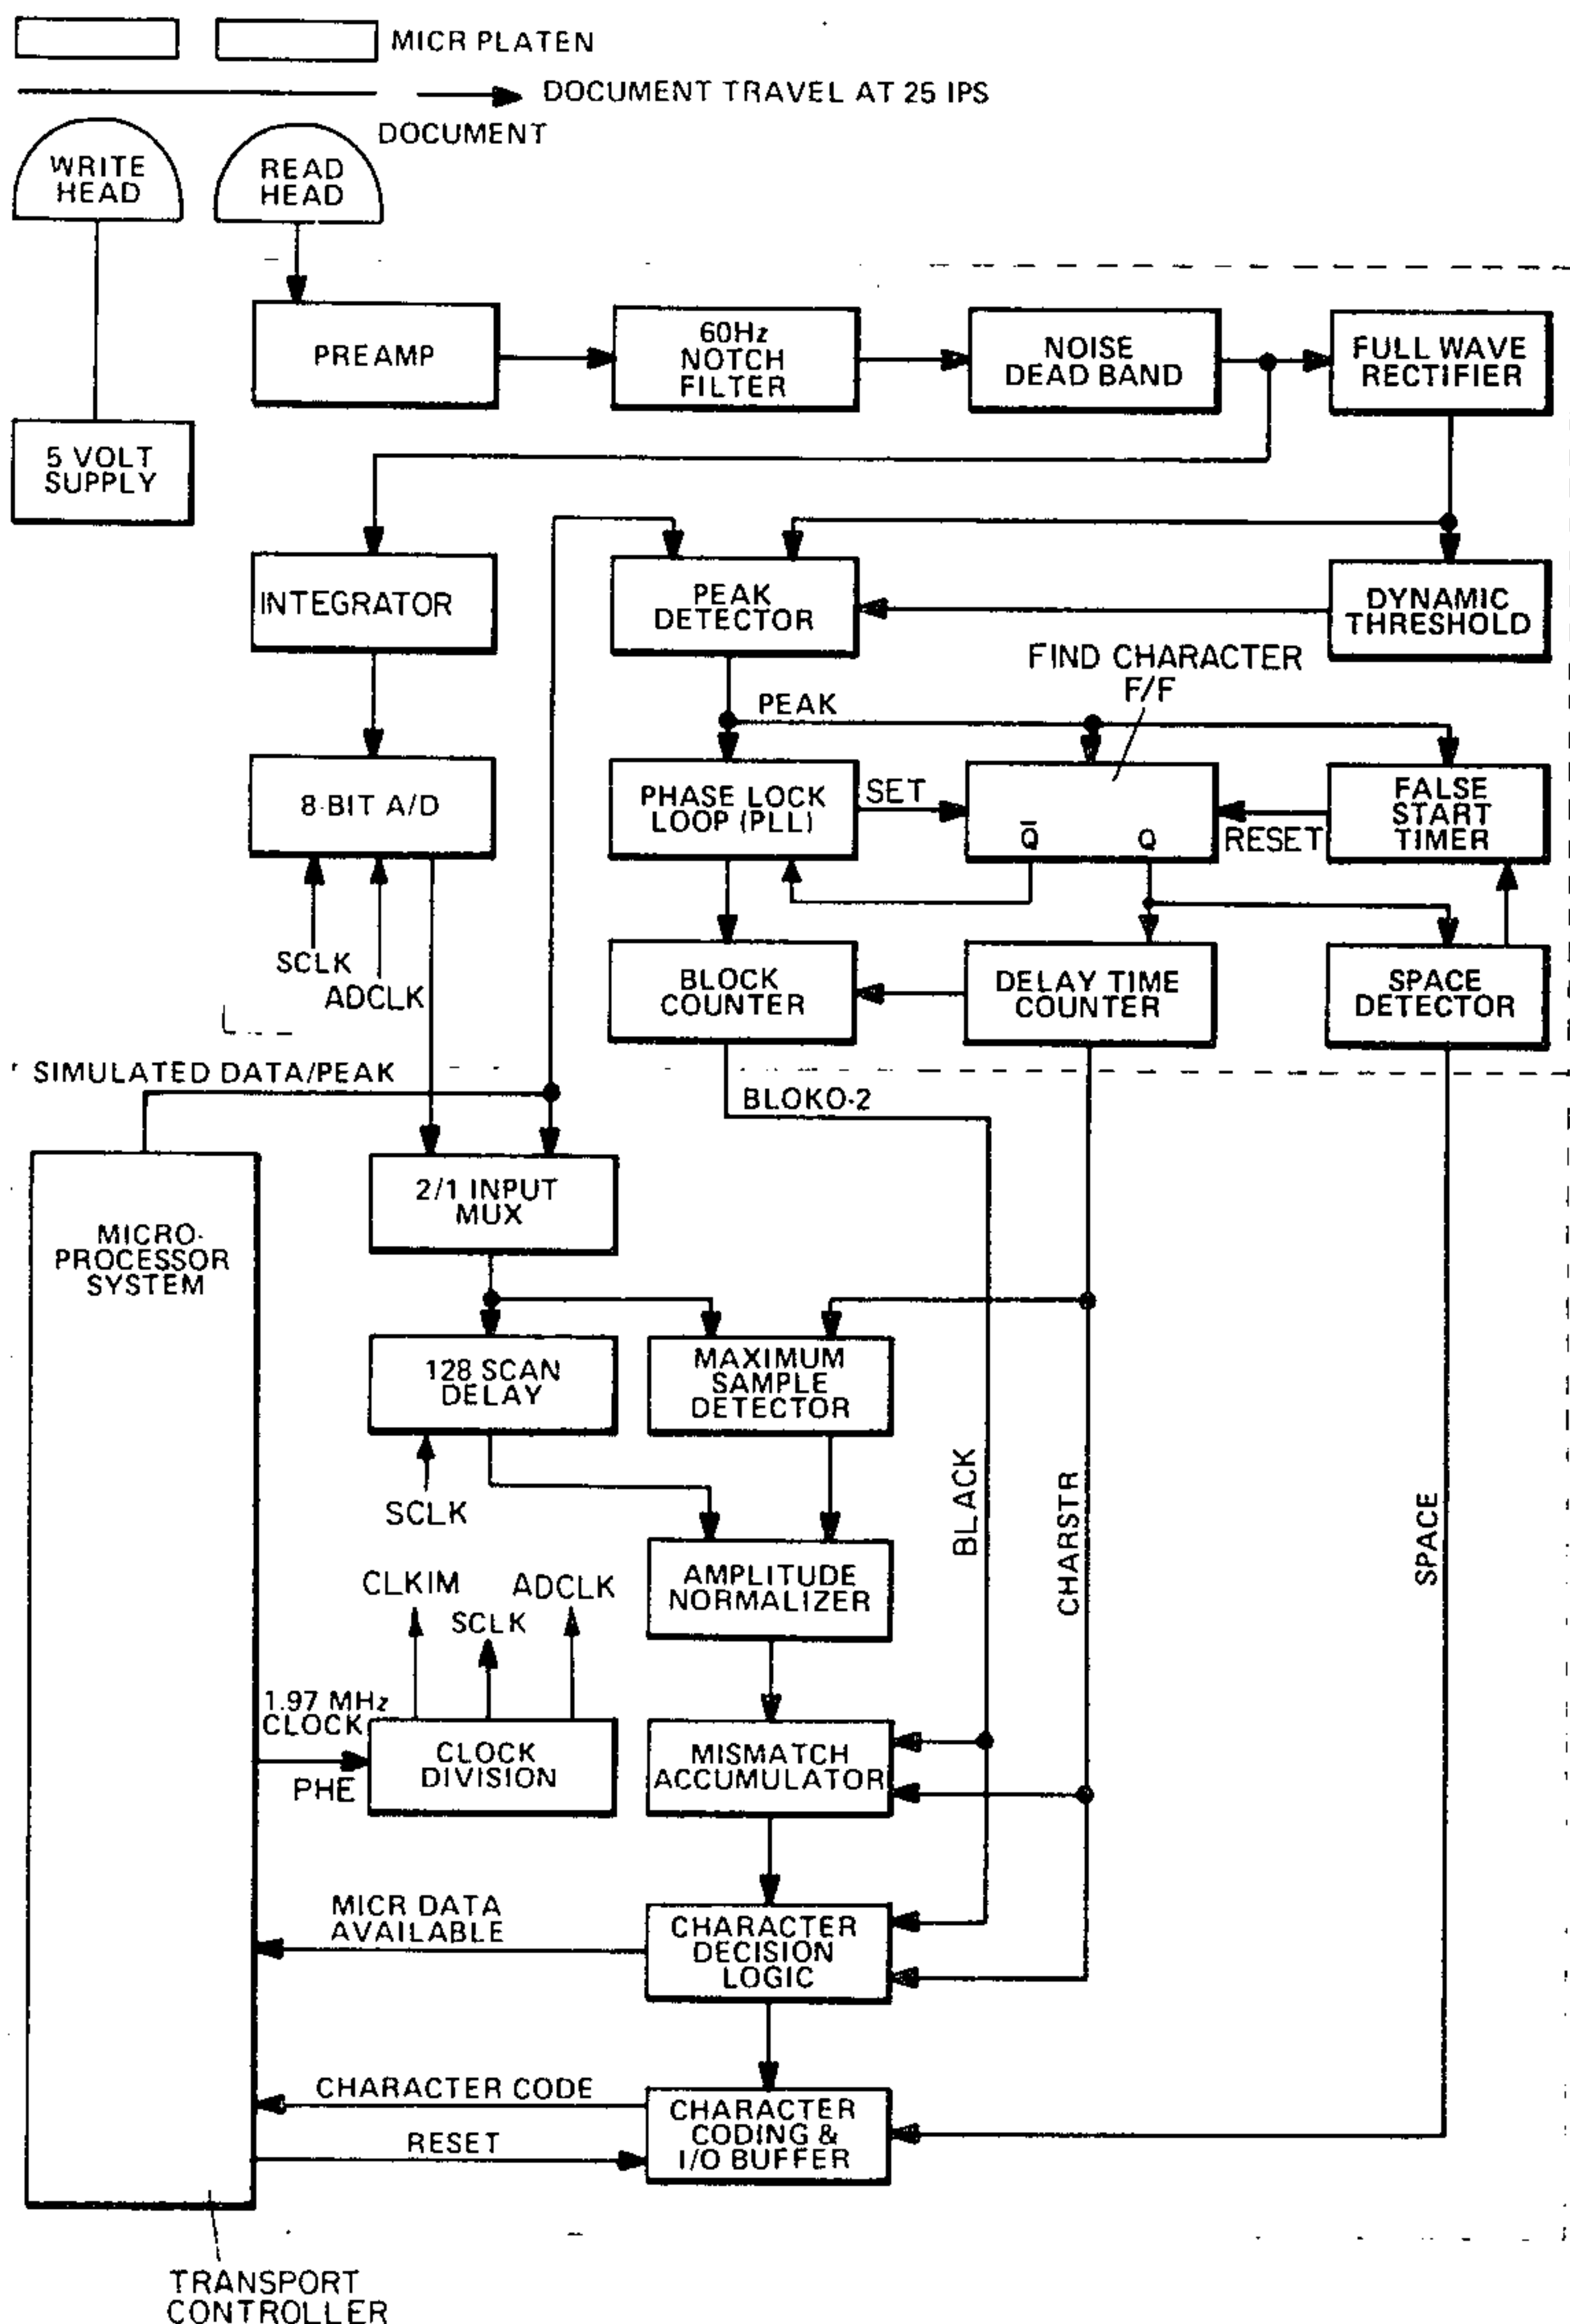 MICR PLATEN
DOCUMENT TRAVEL AT 25 IPS
DOCUMENT
WRITE
HEAD
READ
HEAD
PREAMP
60Hz
NOTCH
FILTER
NOISE
DEAD BAND
FULL WAVE
RECTIFIER
5 VOLT
SUPPLY
INTEGRATOR
PEAK
DETECTOR
DYNAMIC
THRESHOLD
FIND CHARACTER
F/F
PEAK
8-BIT A/D
PHASE LOCK
LOOP (PLL)
SET
Q̅
Q
RESET
FALSE
START
TIMER
SCLK
ADCLK
BLOCK
COUNTER
DELAY TIME
COUNTER
SPACE
DETECTOR
SIMULATED DATA/PEAK
BLOKO-2
MICRO-
PROCESSOR
SYSTEM
2/1 INPUT
MUX
128 SCAN
DELAY
MAXIMUM
SAMPLE
DETECTOR
SCLK
BLACK
CHARSTR
SPACE
AMPLITUDE
NORMALIZER
CLKIM
SCLK
ADCLK
1.97 MHz
CLOCK
PHE
CLOCK
DIVISION
MISMATCH
ACCUMULATOR
MICR DATA
AVAILABLE
CHARACTER
DECISION
LOGIC
CHARACTER CODE
RESET
CHARACTER
CODING &
I/O BUFFER
TRANSPORT
CONTROLLER